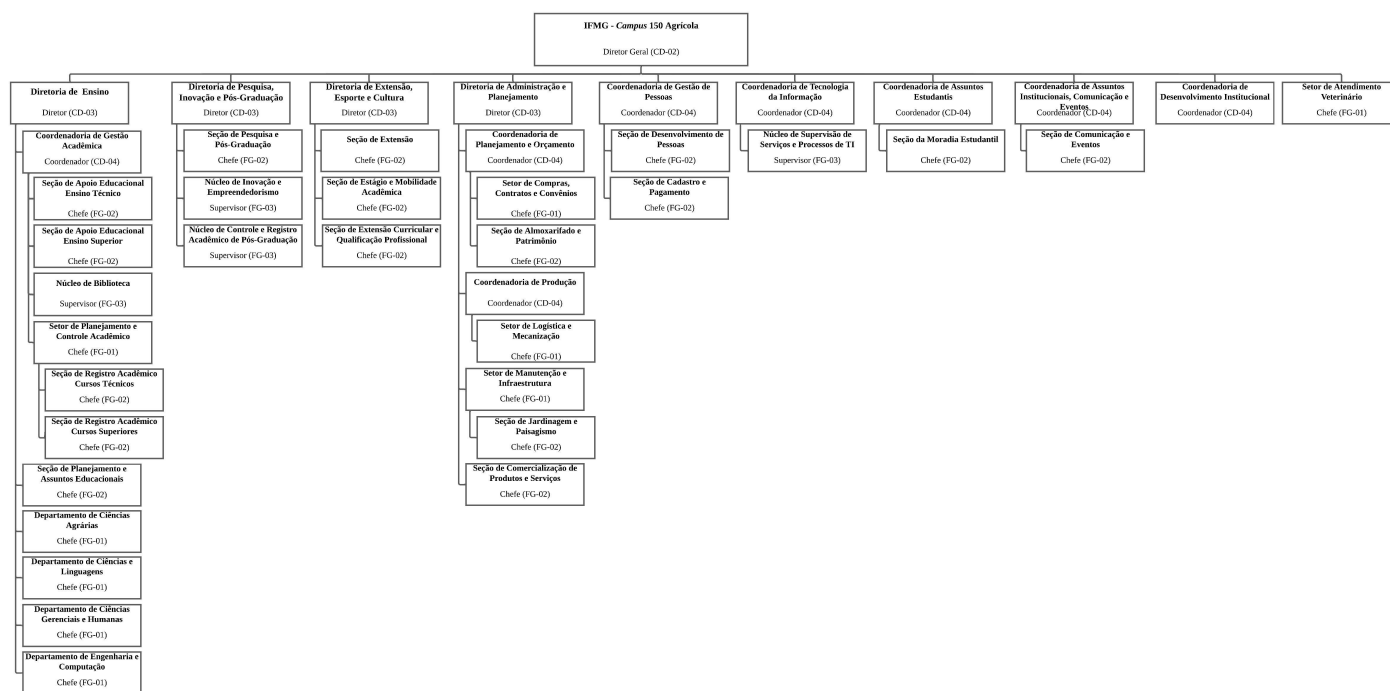 IFMG - Campus 150 Agrícola
Diretor Geral (CD-02)
Diretoria de Ensino
Diretor (CD-03)
Coordenadoria de Gestão
Acadêmica
Coordenador (CD-04)
Seção de Apoio Educacional
Ensino Técnico
Chefe (FG-02)
Seção de Apoio Educacional
Ensino Superior
Chefe (FG-02)
Núcleo de Biblioteca
Supervisor (FG-03)
Setor de Planejamento e
Controle Acadêmico
Chefe (FG-01)
Seção de Registro Acadêmico
Cursos Técnicos
Chefe (FG-02)
Seção de Registro Acadêmico
Cursos Superiores
Chefe (FG-02)
Seção de Planejamento e
Assuntos Educacionais
Chefe (FG-02)
Departamento de Ciências
Agrárias
Chefe (FG-01)
Departamento de Ciências e
Linguagens
Chefe (FG-01)
Departamento de Ciências
Gerenciais e Humanas
Chefe (FG-01)
Departamento de Engenharia e
Computação
Chefe (FG-01)
Diretoria de Pesquisa,
Inovação e Pós-Graduação
Diretor (CD-03)
Seção de Pesquisa e
Pós-Graduação
Chefe (FG-02)
Núcleo de Inovação e
Empreendedorismo
Supervisor (FG-03)
Núcleo de Controle e Registro
Acadêmico de Pós-Graduação
Supervisor (FG-03)
Diretoria de Extensão,
Esporte e Cultura
Diretor (CD-03)
Seção de Extensão
Chefe (FG-02)
Seção de Estágio e Mobilidade
Acadêmica
Chefe (FG-02)
Seção de Extensão Curricular e
Qualificação Profissional
Chefe (FG-02)
Diretoria de Administração e
Planejamento
Diretor (CD-03)
Coordenadoria de
Planejamento e Orçamento
Coordenador (CD-04)
Setor de Compras,
Contratos e Convênios
Chefe (FG-01)
Seção de Almoxarifado e
Patrimônio
Chefe (FG-02)
Coordenadoria de Produção
Coordenador (CD-04)
Setor de Logística e
Mecanização
Chefe (FG-01)
Setor de Manutenção e
Infraestrutura
Chefe (FG-01)
Seção de Jardinagem e
Paisagismo
Chefe (FG-02)
Seção de Comercialização de
Produtos e Serviços
Chefe (FG-02)
Coordenadoria de Gestão de
Pessoas
Coordenador (CD-04)
Seção de Desenvolvimento de
Pessoas
Chefe (FG-02)
Seção de Cadastro e
Pagamento
Chefe (FG-02)
Coordenadoria de Tecnologia
da Informação
Coordenador (CD-04)
Núcleo de Supervisão de
Serviços e Processos de TI
Supervisor (FG-03)
Coordenadoria de Assuntos
Estudantis
Coordenador (CD-04)
Seção da Moradia Estudantil
Chefe (FG-02)
Coordenadoria de Assuntos
Institucionais, Comunicação e
Eventos
Coordenador (CD-04)
Seção de Comunicação e
Eventos
Chefe (FG-02)
Coordenadoria de
Desenvolvimento Institucional
Coordenador (CD-04)
Setor de Atendimento
Veterinário
Chefe (FG-01)